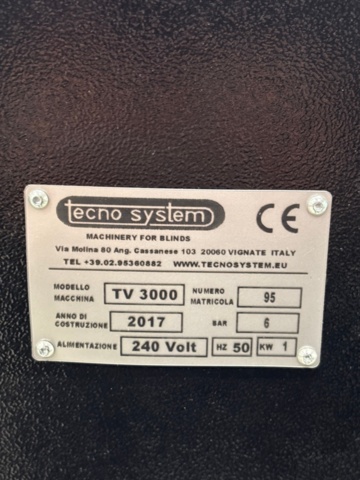 tecno system
CE
MACHINERY FOR BLINDS
Via Molina 80 Ang. Cassanese 103 20060 VIGNATE ITALY
TEL +39.02.95360882 WWW.TECNOSYSTEM.EU
MODELLO MACCHINA TV 3000 NUMERO MATRICOLA 95
ANNO DI COSTRUZIONE 2017 BAR 6
ALIMENTAZIONE 240 Volt HZ 50 KW 1